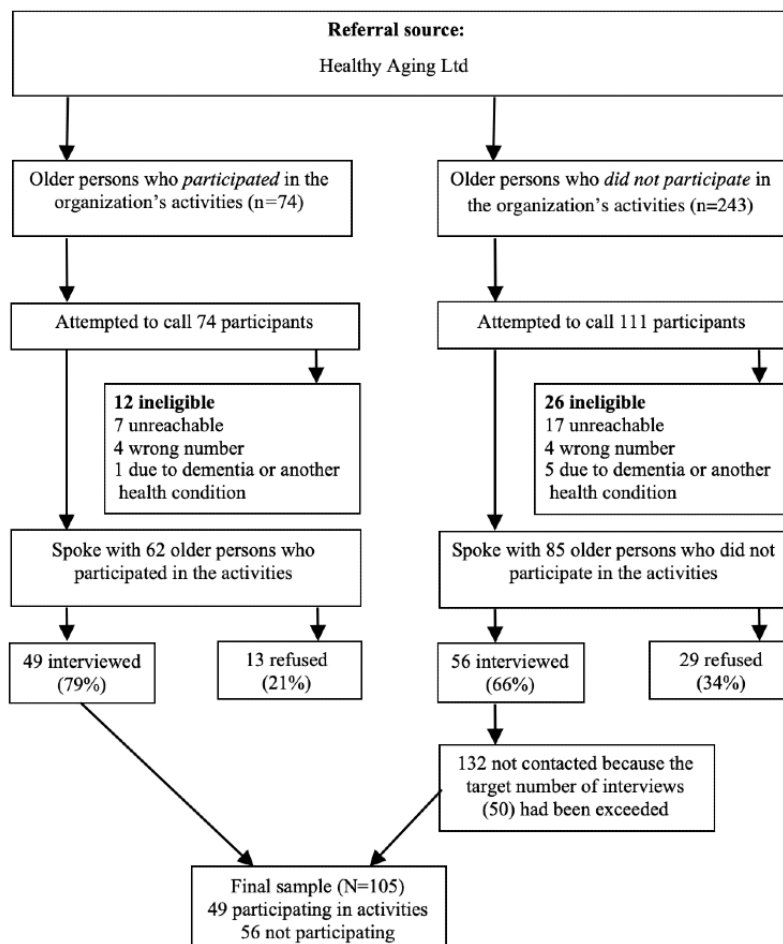 Referral source:
Healthy Aging Ltd
Older persons who participated in the
organization's activities (n=74)
Older persons who did not participate in
the organization's activities (n=243)
Attempted to call 74 participants
Attempted to call 111 participants
12 ineligible
7 unreachable
4 wrong number
1 due to dementia or another
health condition
26 ineligible
17 unreachable
4 wrong number
5 due to dementia or another
health condition
Spoke with 62 older persons who
participated in the activities
Spoke with 85 older persons who did not
participate in the activities
49 interviewed
(79%)
13 refused
(21%)
56 interviewed
(66%)
29 refused
(34%)
132 not contacted because the
target number of interviews
(50) had been exceeded
Final sample (N=105)
49 participating in activities
56 not participating